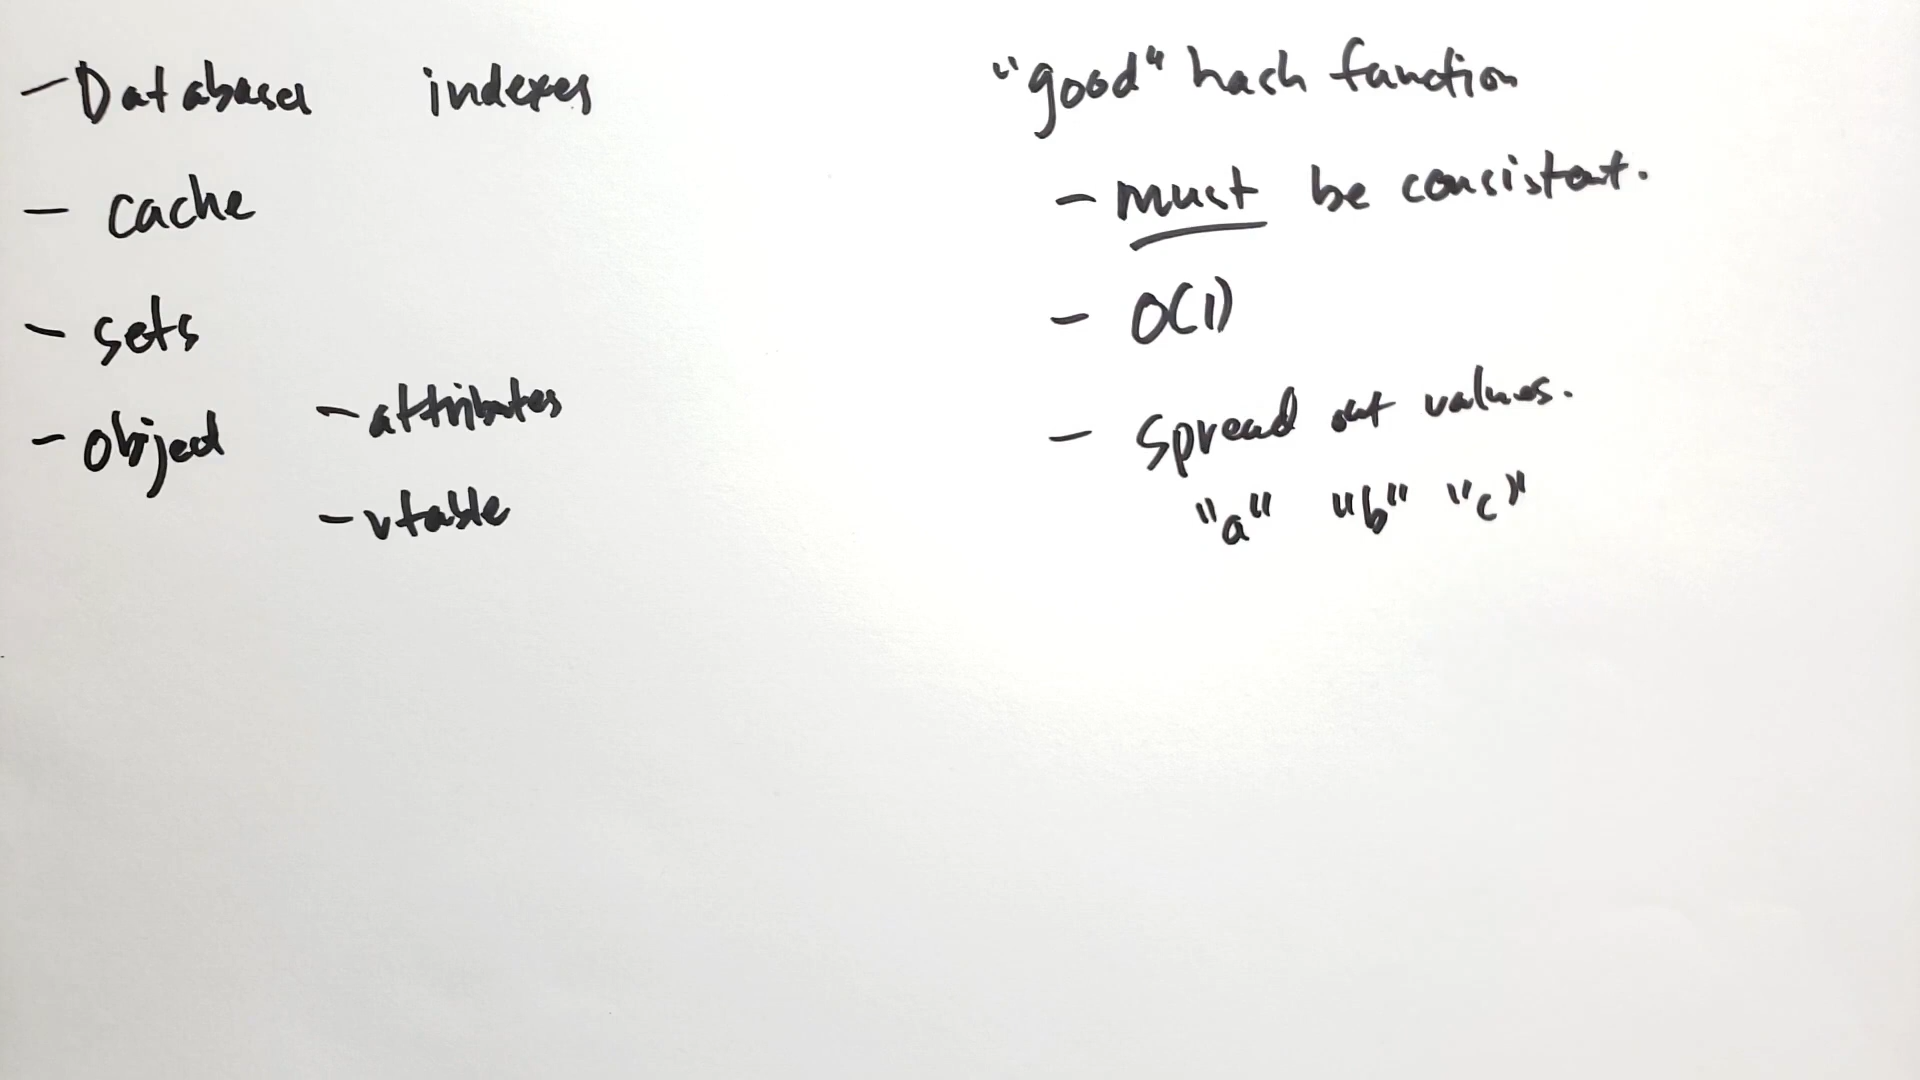 - Databases indexes
- cache
- sets
- object
- attributes
- vtable
"good" hash function
- must be consistent.
- O(1)
- Spread out values.
"a" "b" "c"